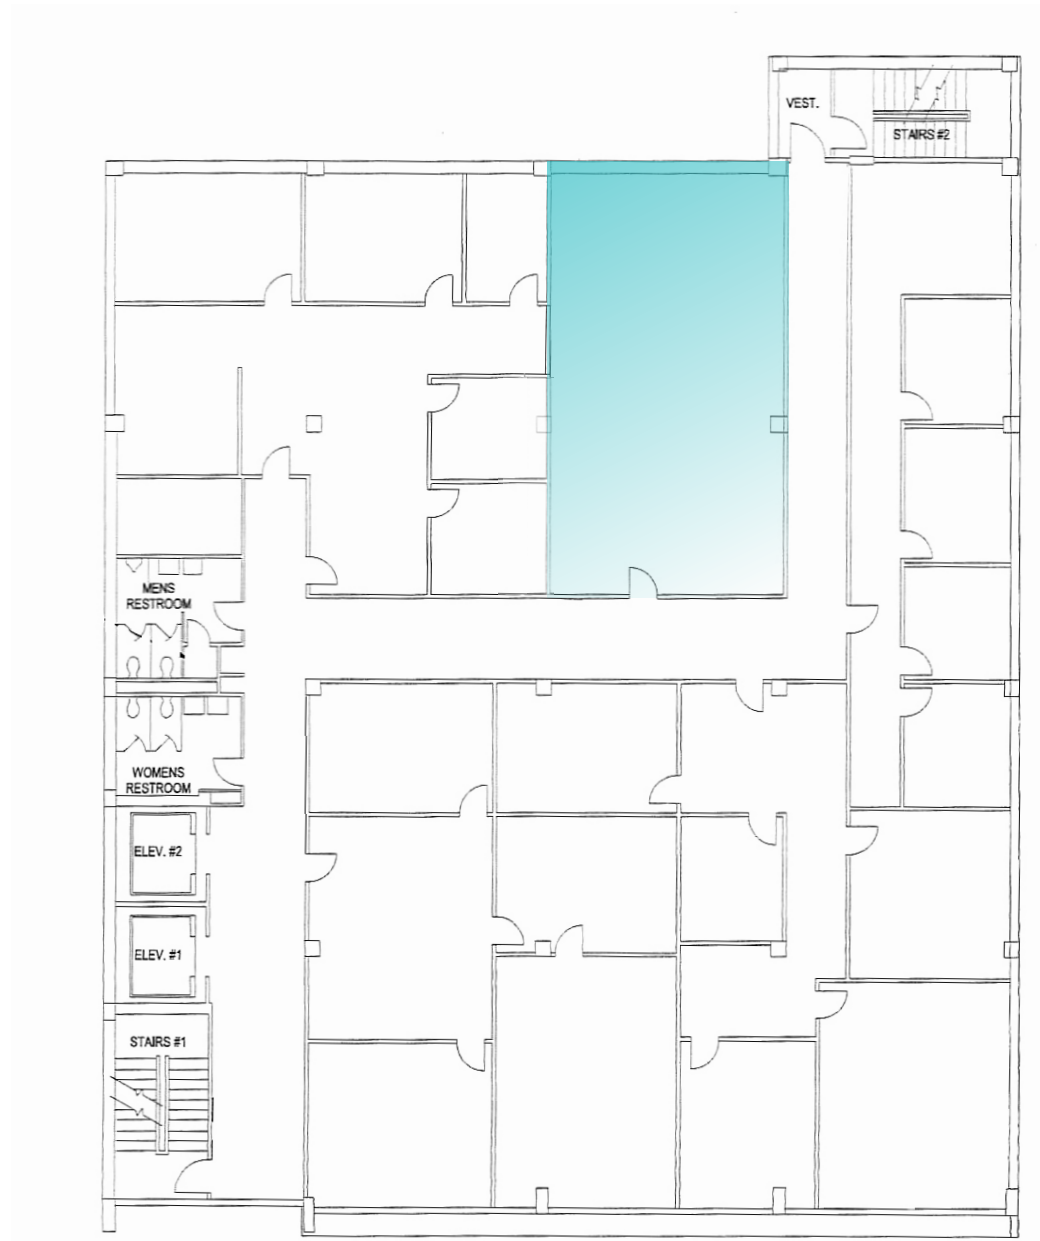 VEST.
STAIRS #2
MENS
RESTROOM
WOMENS
RESTROOM
ELEV. #2
ELEV. #1
STAIRS #1